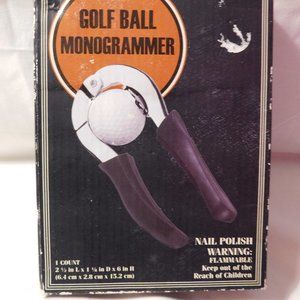 GOLF BALL
MONOGRAMMER
1 COUNT
2 ½ in L x 1 ⅛ in D x 6 in H
(6.4 cm x 2.8 cm x 15.2 cm)
NAIL POLISH
WARNING:
FLAMMABLE
Keep out of the
Reach of Children